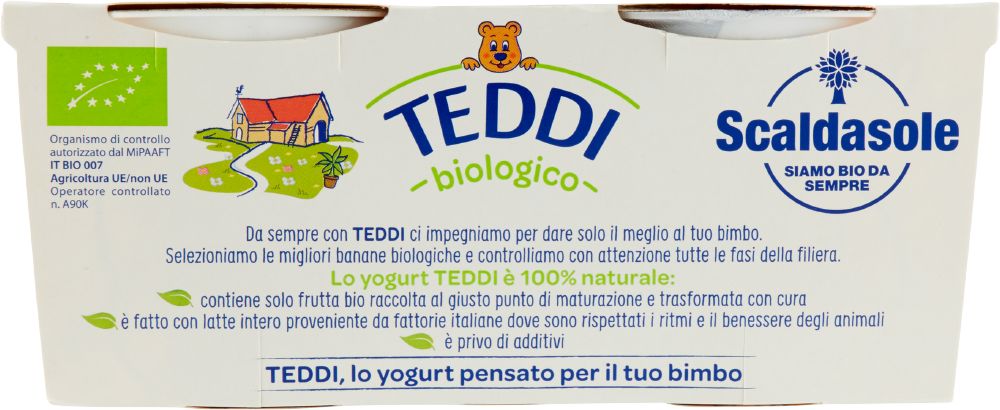 Organismo di controllo
autorizzato dal MiPAAFT
IT BIO 007
Agricoltura UE/non UE
Operatore controllato
n. A90K
TEDDI
biologico
Scaldasole
SIAMO BIO DA
SEMPRE
Da sempre con TEDDI ci impegniamo per dare solo il meglio al tuo bimbo.
Selezioniamo le migliori banane biologiche e controlliamo con attenzione tutte le fasi della filiera.
Lo yogurt TEDDI è 100% naturale:
contiene solo frutta bio raccolta al giusto punto di maturazione e trasformata con cura
è fatto con latte intero proveniente da fattorie italiane dove sono rispettati i ritmi e il benessere degli animali
è privo di additivi
TEDDI, lo yogurt pensato per il tuo bimbo